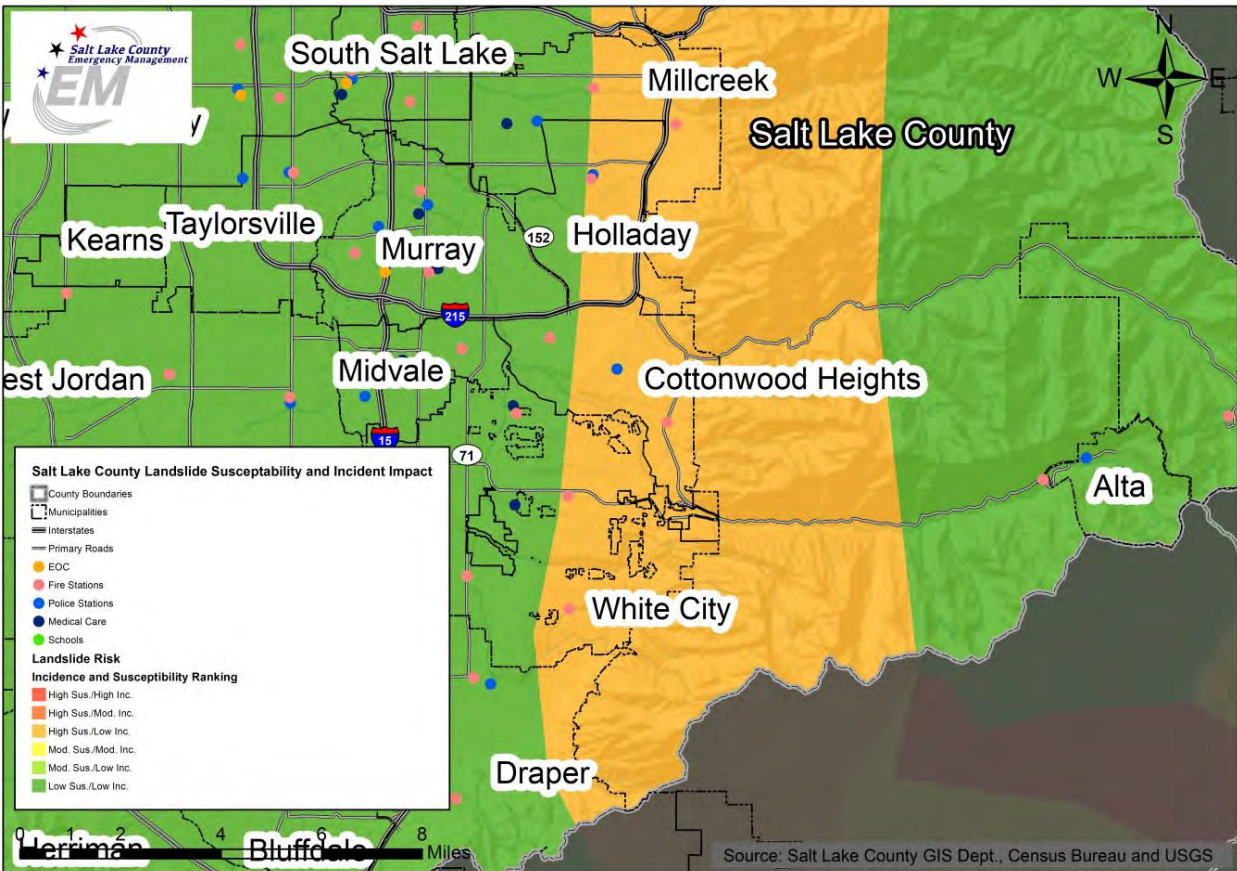 Salt Lake County
Emergency Management
EM
South Salt Lake
Millcreek
N
W
E
S
Salt Lake County
Kearns
Taylorsville
Murray
152
Holladay
215
est Jordan
Midvale
Cottonwood Heights
15
71
Alta
White City
Draper
Salt Lake County Landslide Susceptability and Incident Impact
County Boundaries
Municipalities
Interstates
Primary Roads
EOC
Fire Stations
Police Stations
Medical Care
Schools
Landslide Risk
Incidence and Susceptibility Ranking
High Sus./High Inc.
High Sus./Mod. Inc.
High Sus./Low Inc.
Mod. Sus./Mod. Inc.
Mod. Sus./Low Inc.
Low Sus./Low Inc.
0 1 2 4 6 8
Miles
Herriman
Bluffdale
Source: Salt Lake County GIS Dept., Census Bureau and USGS